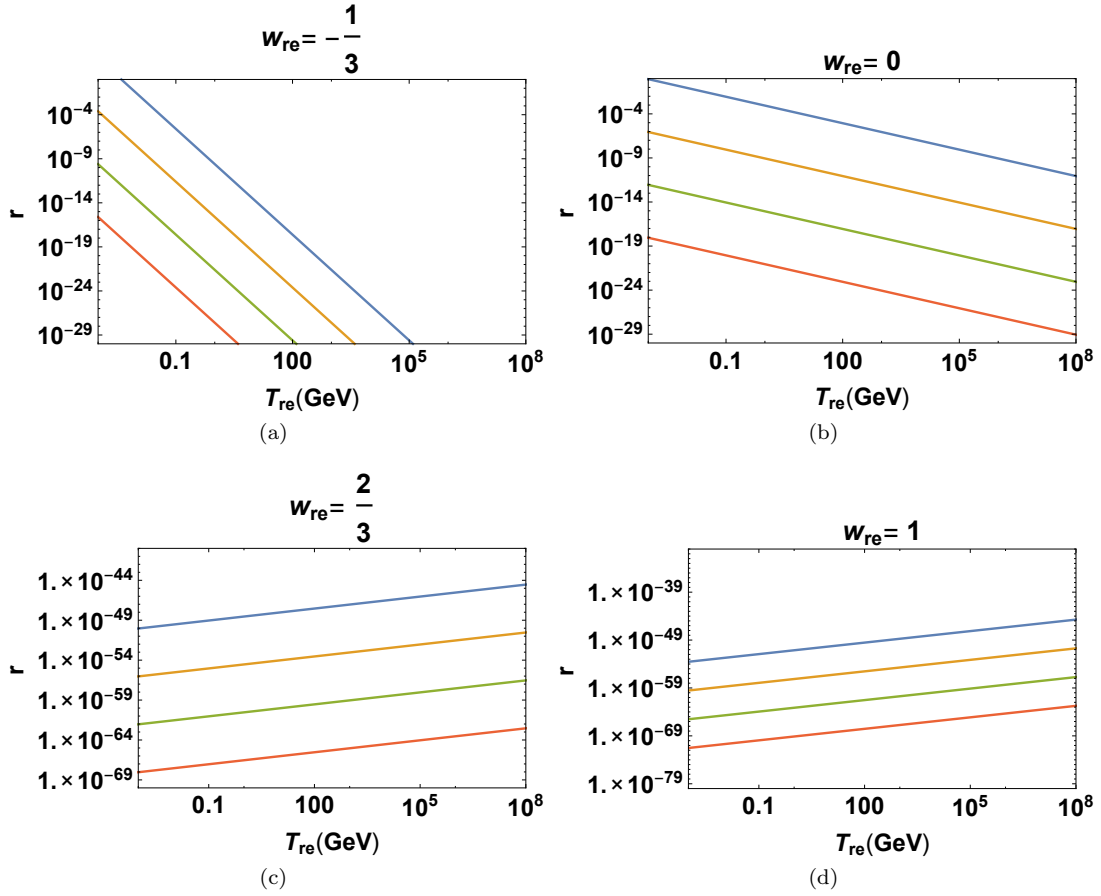 w_re = -1/3
r
10^-4
10^-9
10^-14
10^-19
10^-24
10^-29
0.1 100 10^5 10^8
T_re(GeV)
(a)
w_re = 0
r
10^-4
10^-9
10^-14
10^-19
10^-24
10^-29
0.1 100 10^5 10^8
T_re(GeV)
(b)
w_re = 2/3
r
1.×10^-44
1.×10^-49
1.×10^-54
1.×10^-59
1.×10^-64
1.×10^-69
0.1 100 10^5 10^8
T_re(GeV)
(c)
w_re = 1
r
1.×10^-39
1.×10^-49
1.×10^-59
1.×10^-69
1.×10^-79
0.1 100 10^5 10^8
T_re(GeV)
(d)